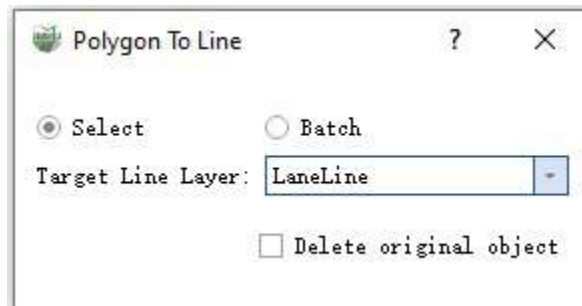 Polygon To Line ?
Select Batch
Target Line Layer: LaneLine
Delete original object